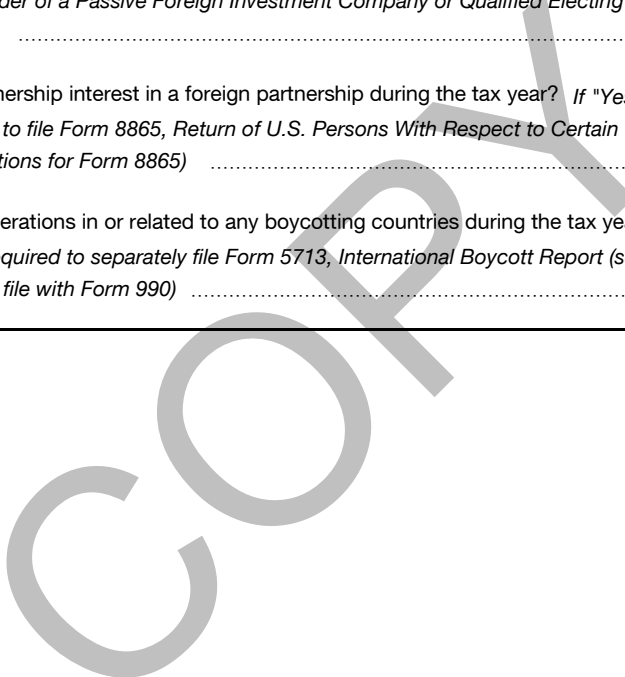 der of a Passive Foreign Investment Company or Qualified Electing
nership interest in a foreign partnership during the tax year? If "Yes
to file Form 8865, Return of U.S. Persons With Respect to Certain
tions for Form 8865)
erations in or related to any boycotting countries during the tax yea
equired to separately file Form 5713, International Boycott Report (s
file with Form 990)
COPY